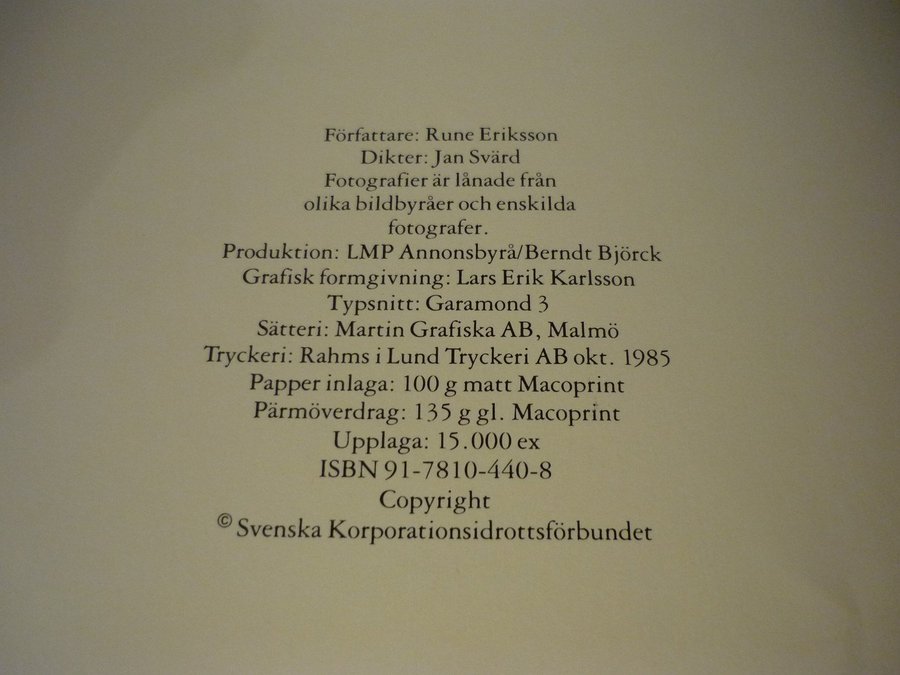 Författare: Rune Eriksson
Dikter: Jan Svärd
Fotografier är lånade från
olika bildbyråer och enskilda
fotografer.
Produktion: LMP Annonsbyrå/Berndt Björck
Grafisk formgivning: Lars Erik Karlsson
Typsnitt: Garamond 3
Sätteri: Martin Grafiska AB, Malmö
Tryckeri: Rahms i Lund Tryckeri AB okt. 1985
Papper inlaga: 100 g matt Macoprint
Pärmöverdrag: 135 g gl. Macoprint
Upplaga: 15.000 ex
ISBN 91-7810-440-8
Copyright
© Svenska Korporationsidrottsförbundet